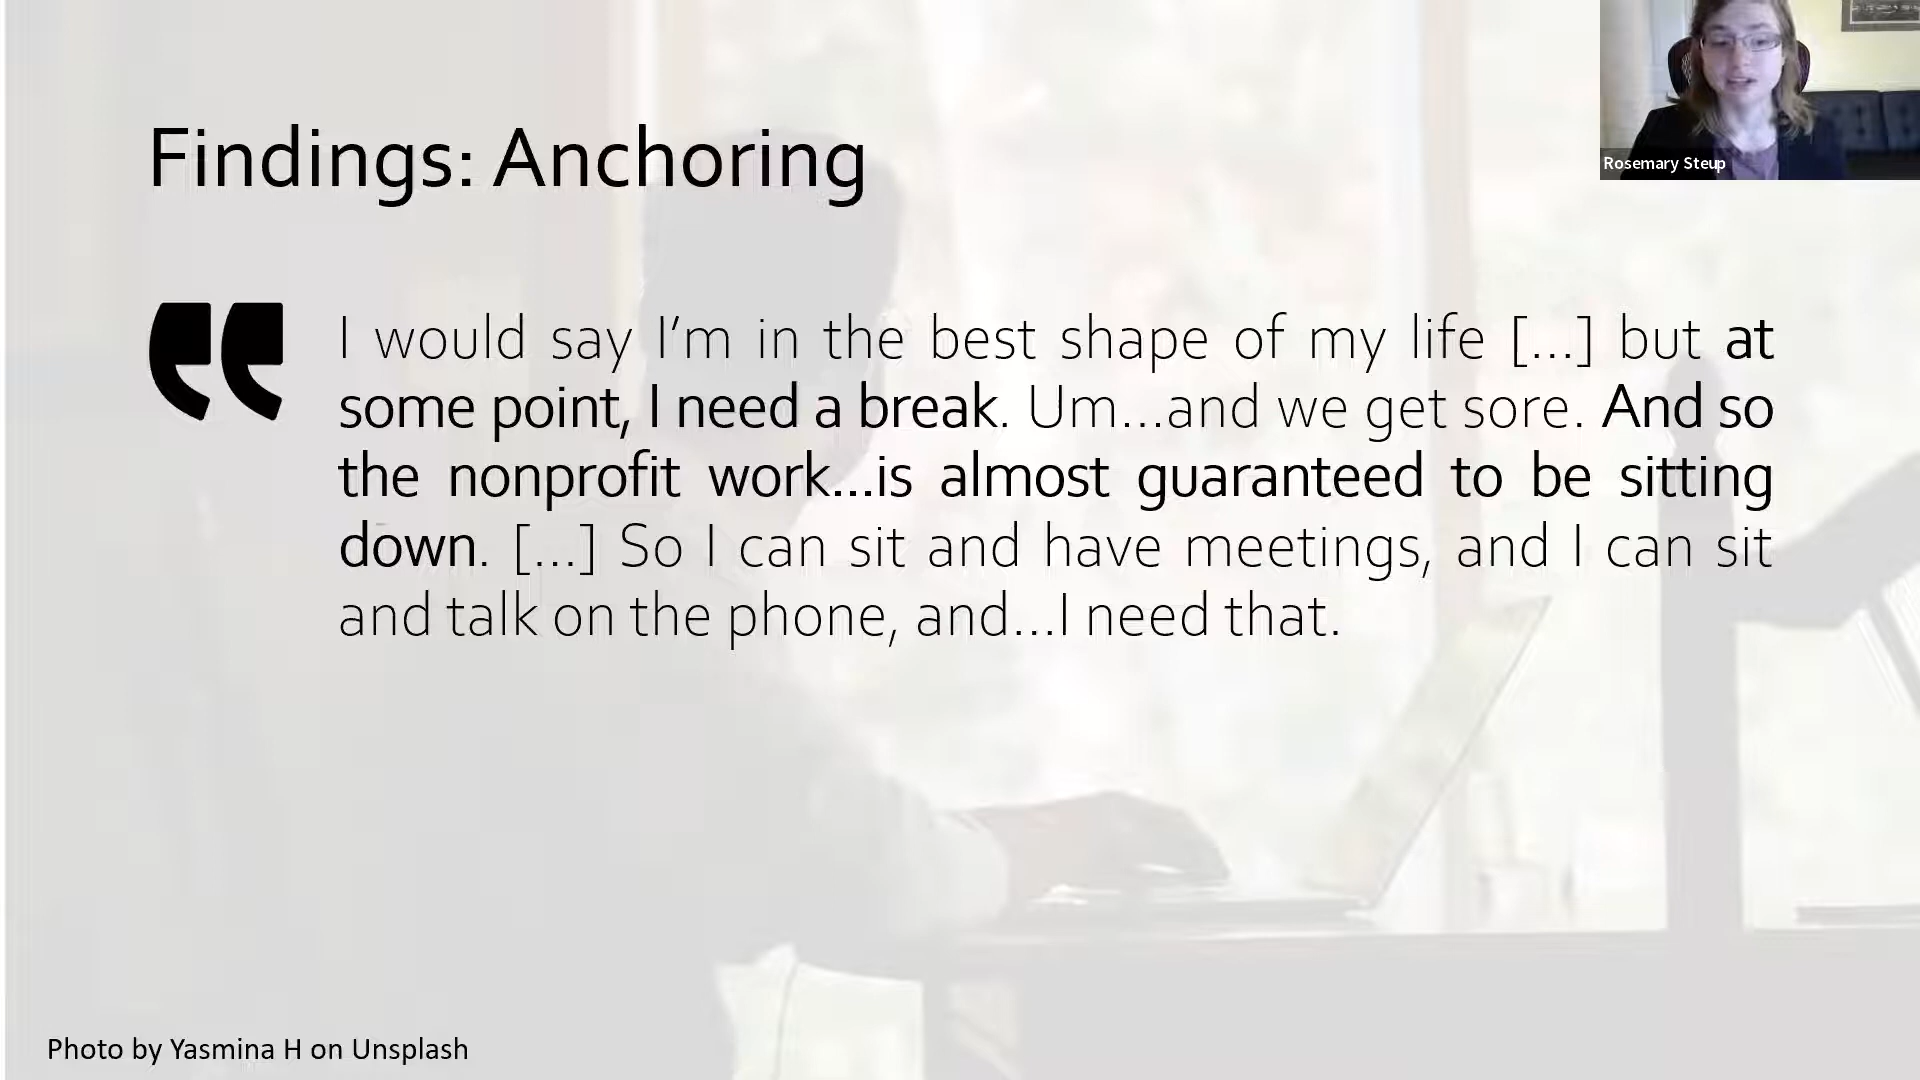 Findings: Anchoring
Rosemary Steup
I would say I’m in the best shape of my life [...] but at
some point, I need a break. Um...and we get sore. And so
the nonprofit work...is almost guaranteed to be sitting
down. [...] So I can sit and have meetings, and I can sit
and talk on the phone, and...I need that.
Photo by Yasmina H on Unsplash